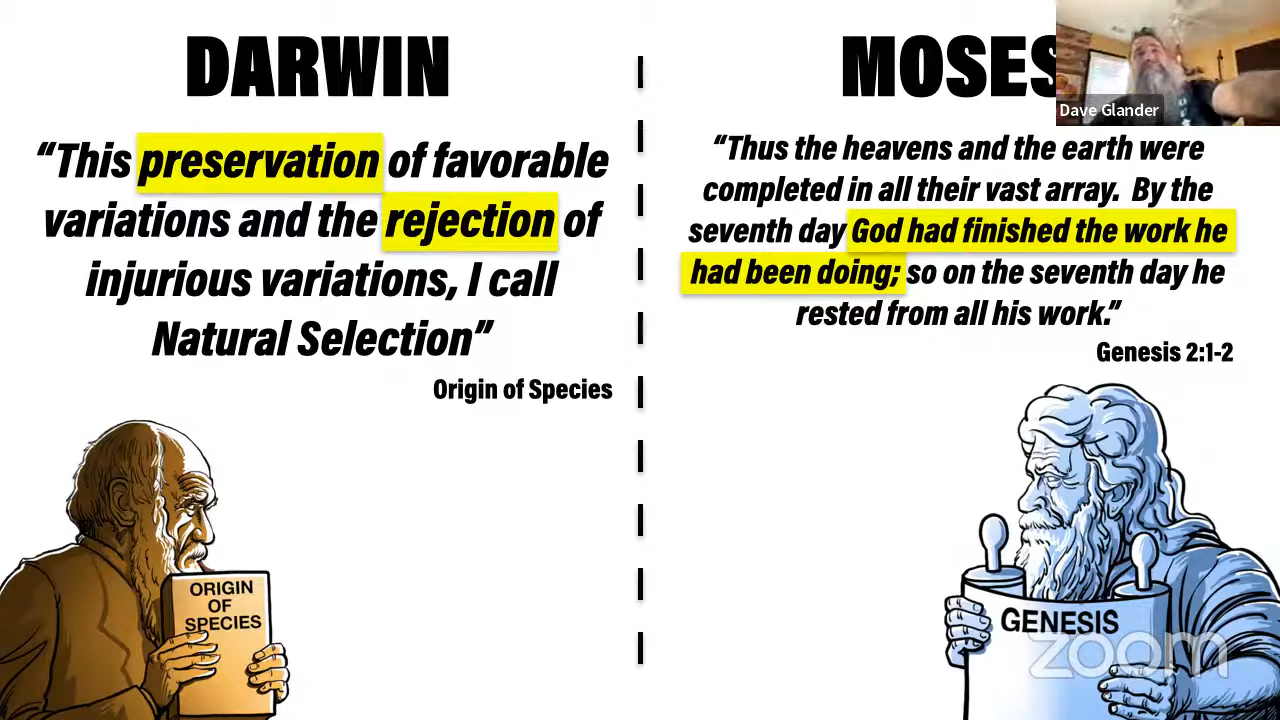 DARWIN
“This preservation of favorable
variations and the rejection of
injurious variations, I call
Natural Selection”
Origin of Species
ORIGIN
OF
SPECIES
MOSES
Dave Glander
“Thus the heavens and the earth were
completed in all their vast array. By the
seventh day God had finished the work he
had been doing; so on the seventh day he
rested from all his work.”
Genesis 2:1-2
GENESIS
zoom